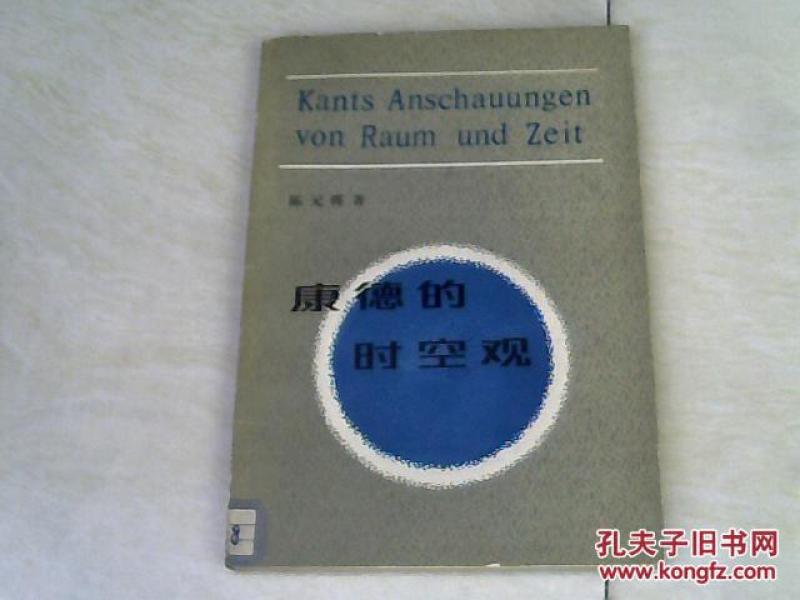 Kants Anschauungen
von Raum und Zeit
康德的
时空观
8
孔夫子旧书网
www.kongfz.com